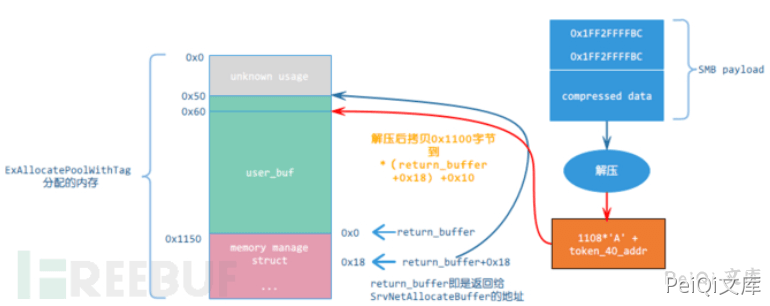 0x0
unknown usage
0x50
0x60
user_buf
ExAllocatePoolWithTag
分配的内存
0x1150
memory manage
struct
...
0x0
return_buffer
0x18
return_buffer+0x18
return_buffer即是返回给
SrvNetAllocateBuffer的地址
解压后拷贝0x1100字节
到
*（return_buffer
+0x18）+0x10
0x1FF2FFFFBC
0x1FF2FFFFBC
compressed data
SMB payload
解压
1108*'A' +
token_40_addr
REEBUF
PeiQi 文库
PeiQi文库